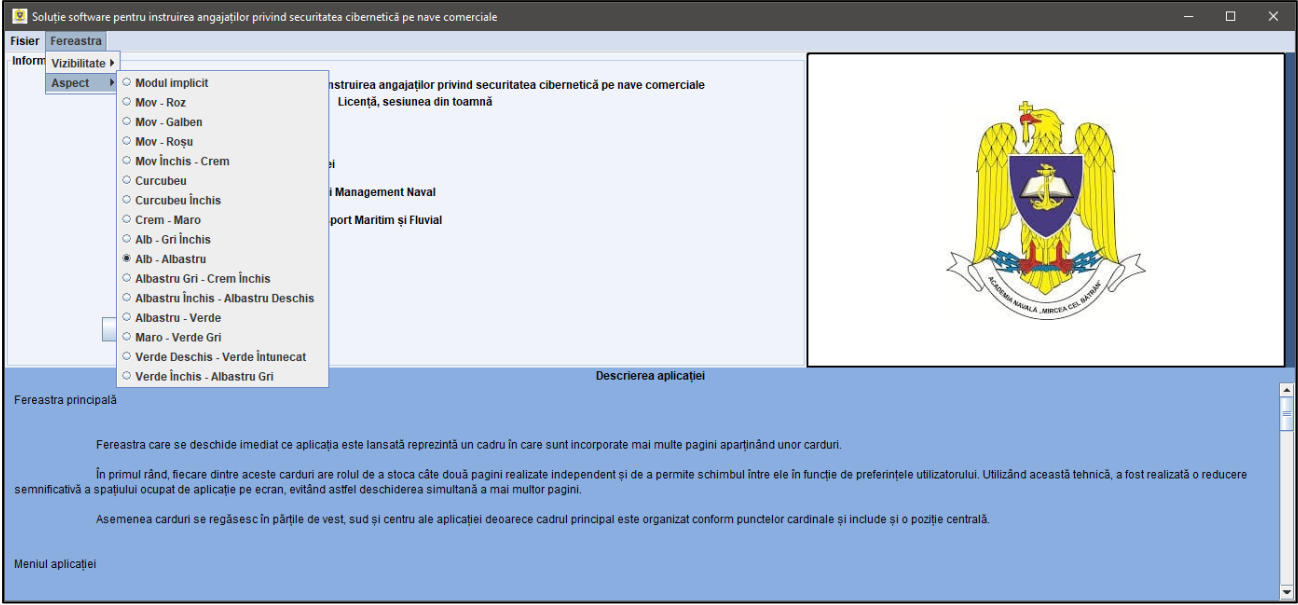 Soluție software pentru instruirea angajaților privind securitatea cibernetică pe nave comerciale
Fisier Fereastra
Inform
Vizibilitate
Aspect
Modul implicit
Mov - Roz
Mov - Galben
Mov - Roșu
Mov Închis - Crem
Curcubeu
Curcubeu Închis
Crem - Maro
Alb - Gri Închis
Alb - Albastru
Albastru Gri - Crem Închis
Albastru Închis - Albastru Deschis
Albastru - Verde
Maro - Verde Gri
Verde Deschis - Verde Întunecat
Verde Închis - Albastru Gri
nstruirea angajaților privind securitatea cibernetică pe nave comerciale
Licență, sesiunea din toamnă
ei
i Management Naval
port Maritim și Fluvial
ACADEMIA NAVALĂ „MIRCEA CEL BĂTRÂN"
Descrierea aplicației
Fereastra principală
Fereastra care se deschide imediat ce aplicația este lansată reprezintă un cadru în care sunt incorporate mai multe pagini aparținând unor carduri.
În primul rând, fiecare dintre aceste carduri are rolul de a stoca câte două pagini realizate independent și de a permite schimbul între ele în funcție de preferințele utilizatorului. Utilizând această tehnică, a fost realizată o reducere
semnificativă a spațiului ocupat de aplicație pe ecran, evitând astfel deschiderea simultană a mai multor pagini.
Asemenea carduri se regăsesc în părțile de vest, sud și centru ale aplicației deoarece cadrul principal este organizat conform punctelor cardinale și include și o poziție centrală.
Meniul aplicației